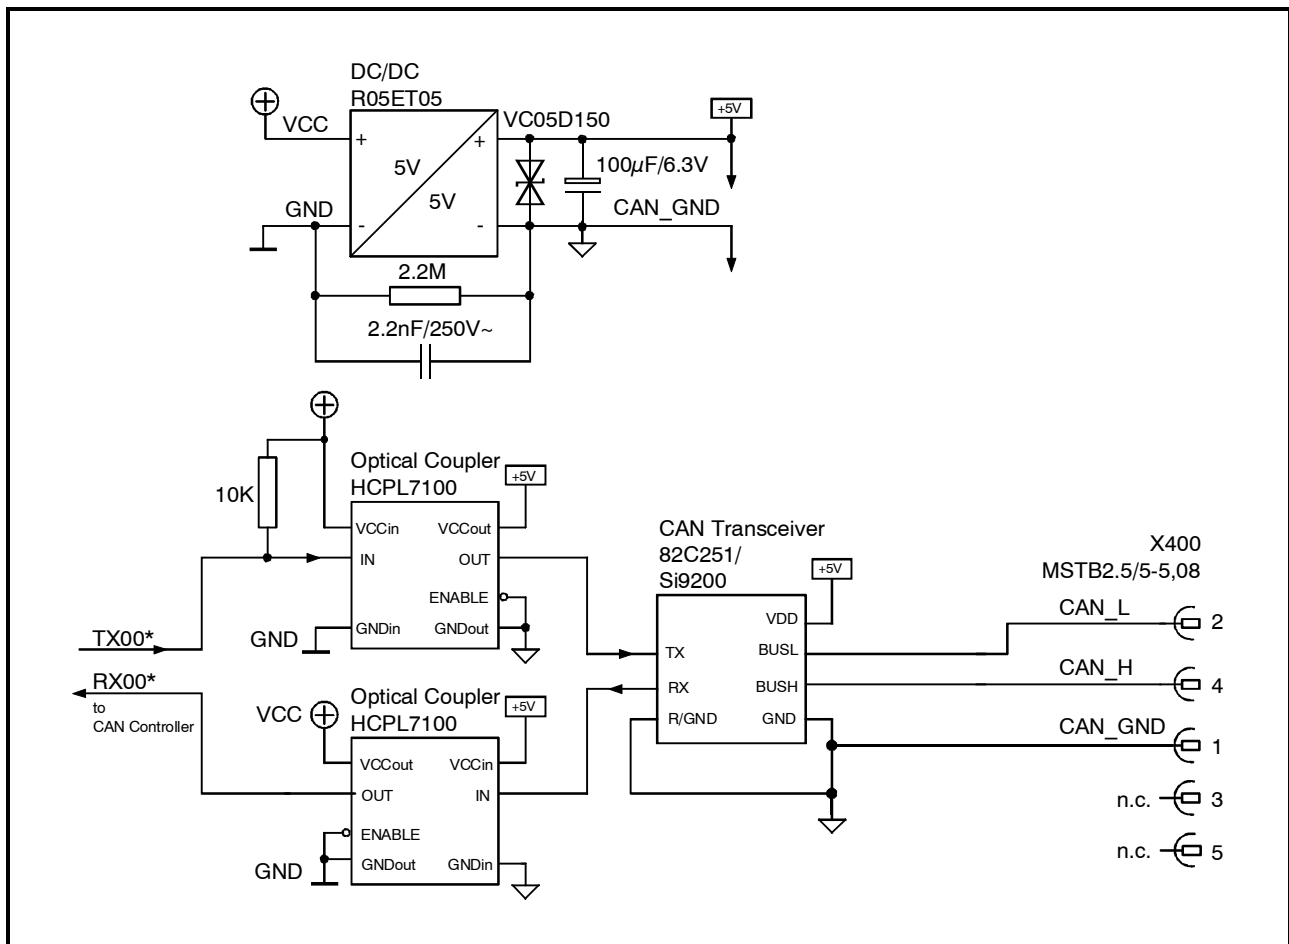 DC/DC
R05ET05
VCC
+
+
VC05D150
+5V
5V
5V
100µF/6.3V
GND
-
-
CAN_GND
2.2M
2.2nF/250V~
Optical Coupler
HCPL7100
+5V
10K
VCCin
VCCout
IN
OUT
ENABLE
GNDin
GNDout
GND
TX00*
RX00*
to
CAN Controller
CAN Transceiver
82C251/
Si9200
+5V
VDD
TX
BUSL
RX
BUSH
R/GND
GND
X400
MSTB2.5/5-5,08
CAN_L
2
CAN_H
4
CAN_GND
1
n.c.
3
n.c.
5
Optical Coupler
HCPL7100
+5V
VCC
VCCout
VCCin
OUT
IN
ENABLE
GNDout
GNDin
GND